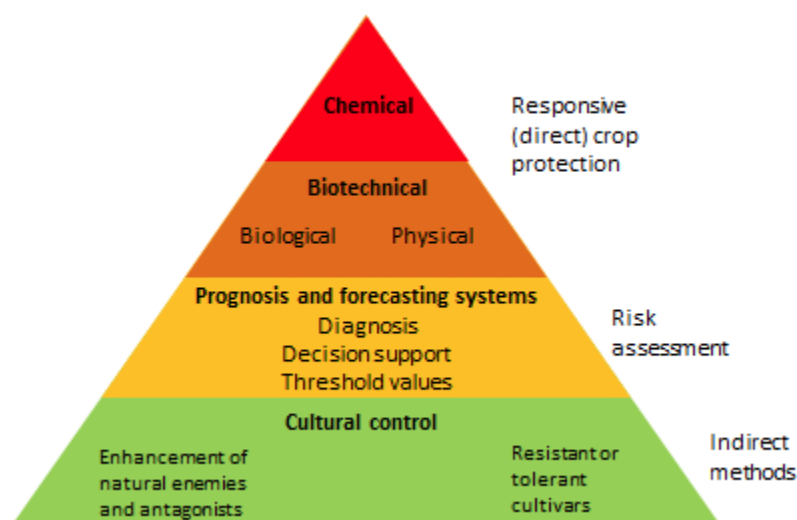 Chemical
Responsive
(direct) crop
protection
Biotechnical
Biological Physical
Prognosis and forecasting systems
Diagnosis
Decision support
Threshold values
Risk
assessment
Cultural control
Enhancement of
natural enemies
and antagonists
Resistant or
tolerant
cultivars
Indirect
methods